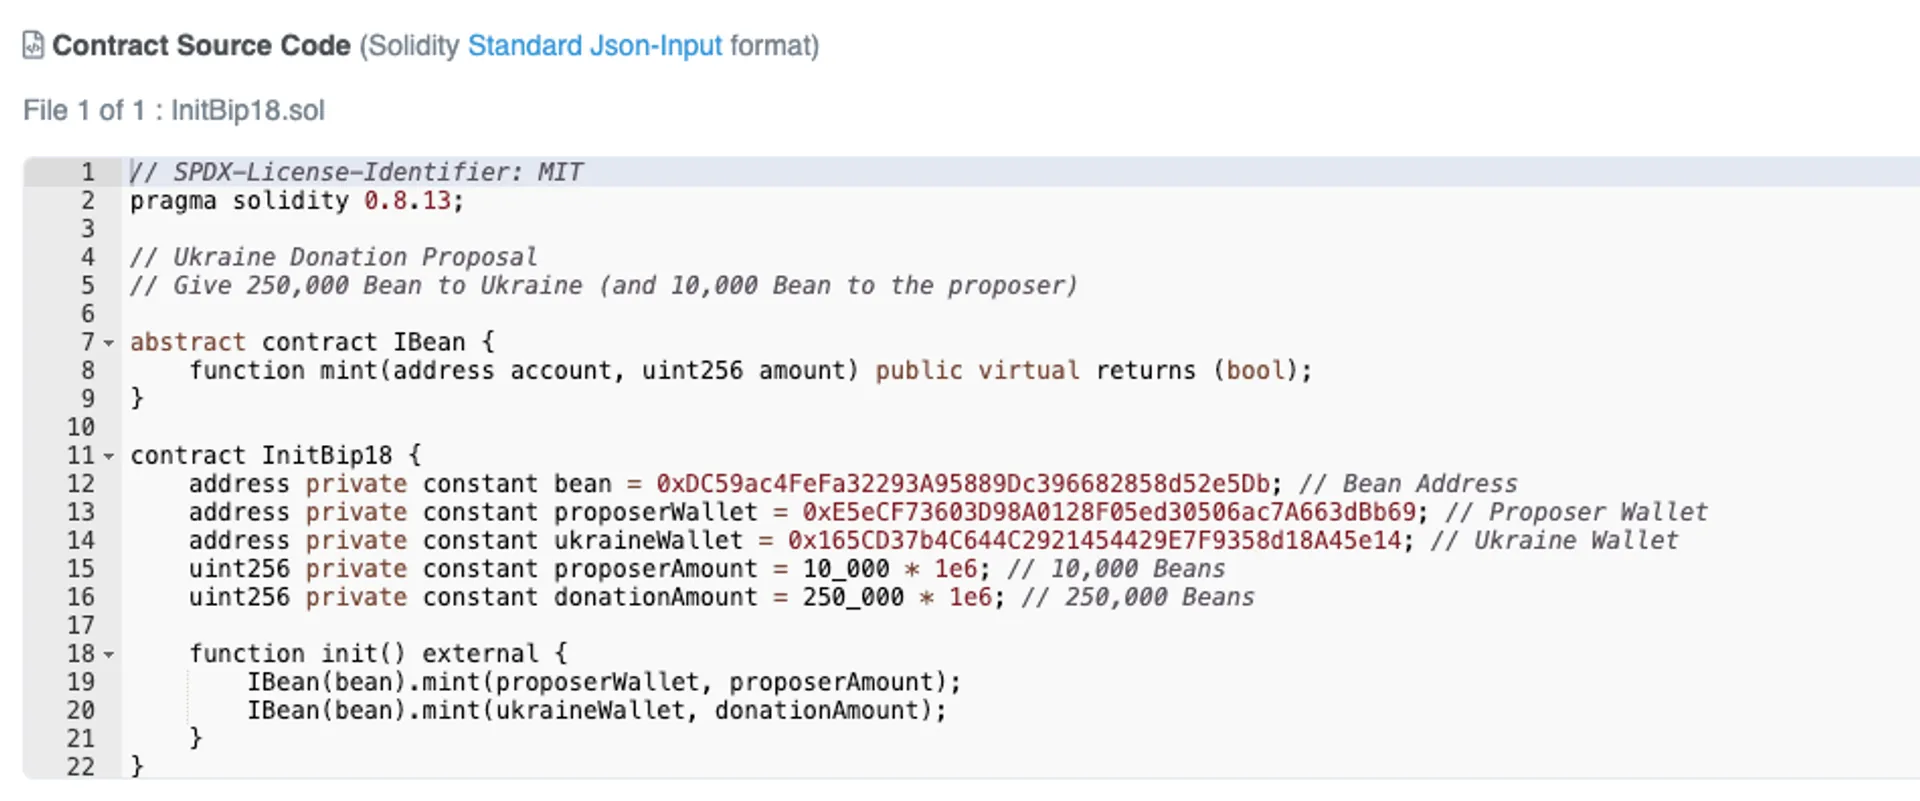 Contract Source Code (Solidity Standard Json-Input format)
File 1 of 1 : InitBip18.sol
1 // SPDX-License-Identifier: MIT
2 pragma solidity 0.8.13;
3
4 // Ukraine Donation Proposal
5 // Give 250,000 Bean to Ukraine (and 10,000 Bean to the proposer)
6
7 abstract contract IBean {
8     function mint(address account, uint256 amount) public virtual returns (bool);
9 }
10
11 contract InitBip18 {
12     address private constant bean = 0xDC59ac4FeFa32293A95889Dc396682858d52e5Db; // Bean Address
13     address private constant proposerWallet = 0xE5eCF73603D98A0128F05ed30506ac7A663dBb69; // Proposer Wallet
14     address private constant ukraineWallet = 0x165CD37b4C644C2921454429E7F9358d18A45e14; // Ukraine Wallet
15     uint256 private constant proposerAmount = 10_000 * 1e6; // 10,000 Beans
16     uint256 private constant donationAmount = 250_000 * 1e6; // 250,000 Beans
17
18     function init() external {
19         IBean(bean).mint(proposerWallet, proposerAmount);
20         IBean(bean).mint(ukraineWallet, donationAmount);
21     }
22 }